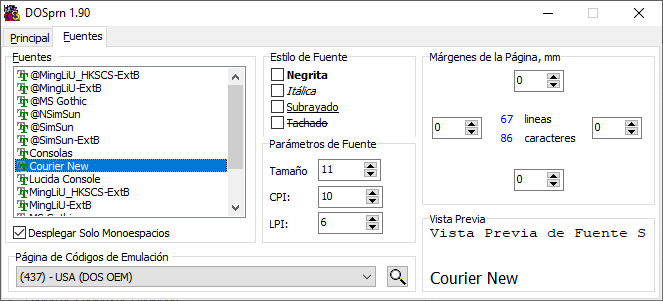 DOSprn 1.90
Principal
Fuentes
Fuentes
@MingLiU_HKSCS-ExtB
@MingLiU-ExtB
@MS Gothic
@NSimSun
@SimSun
@SimSun-ExtB
Consolas
Courier New
Lucida Console
MingLiU_HKSCS-ExtB
MingLiU-ExtB
MS Gothic
Desplegar Solo Monoespacios
Estilo de Fuente
Negrita
Itálica
Subrayado
Tachado
Parámetros de Fuente
Tamaño 11
CPI: 10
LPI: 6
Márgenes de la Página, mm
0
0 67 lineas 0
86 caracteres
0
Página de Códigos de Emulación
(437) - USA (DOS OEM)
Vista Previa
Vista Previa de Fuente S
Courier New